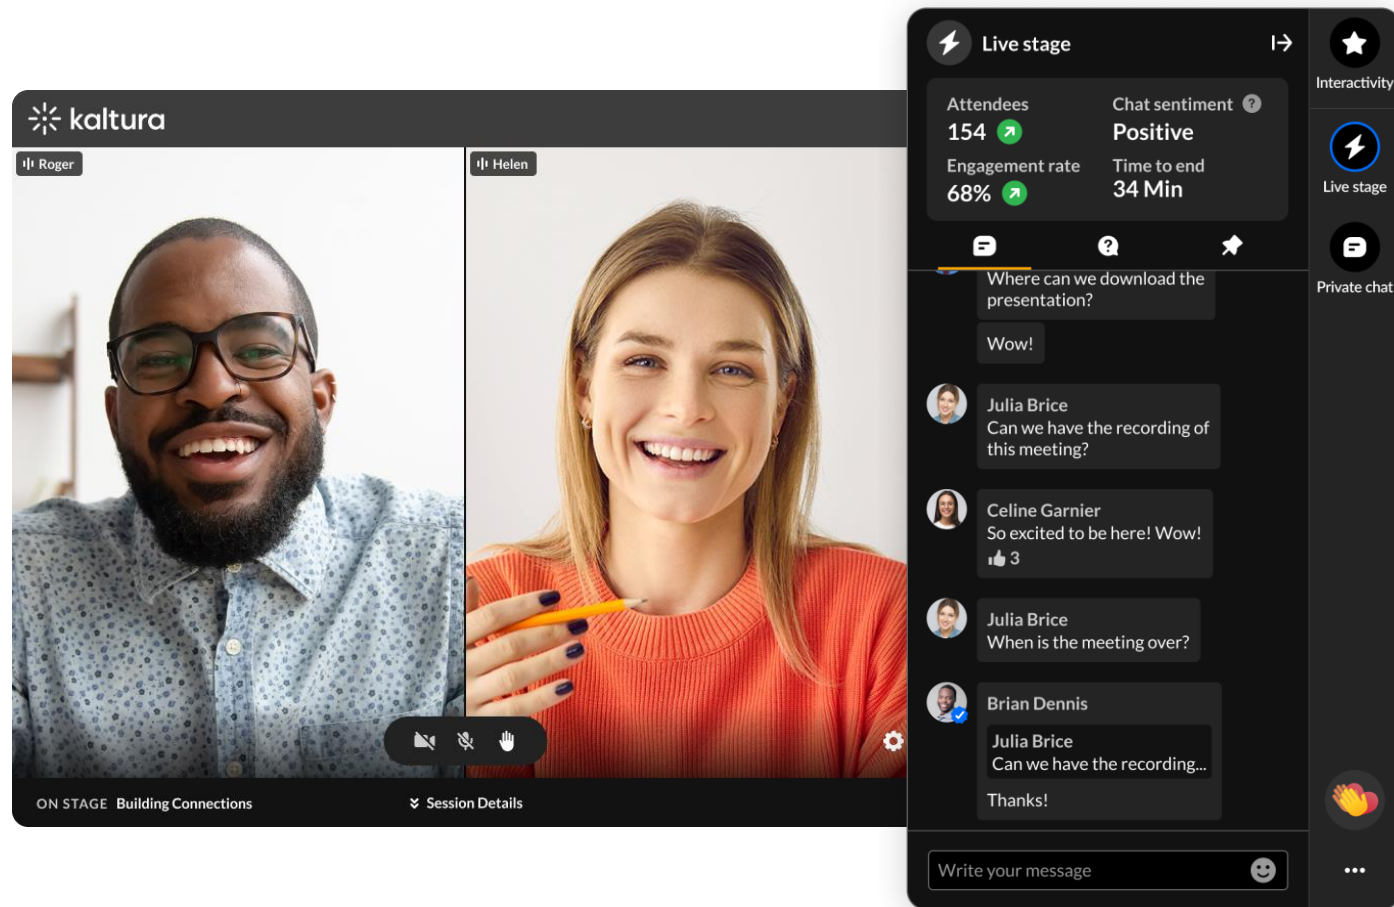 kaltura
Roger
Helen
ON STAGE Building Connections
Session Details
Live stage
Attendees
154
Chat sentiment ?
Positive
Engagement rate
68%
Time to end
34 Min
Where can we download the
presentation?
Wow!
Julia Brice
Can we have the recording of
this meeting?
Celine Garnier
So excited to be here! Wow!
3
Julia Brice
When is the meeting over?
Brian Dennis
Julia Brice
Can we have the recording...
Thanks!
Write your message
Interactivity
Live stage
Private chat